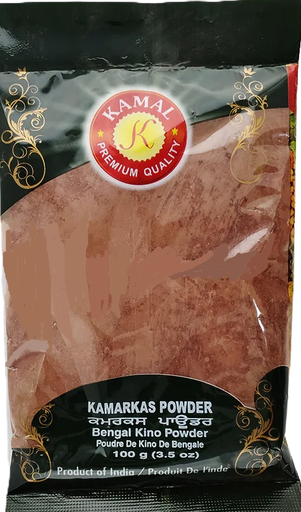 KAMAL
K
PREMIUM QUALITY
KAMARKAS POWDER
ਕਮਰਕਸ ਪਾਊਡਰ
Bengal Kino Powder
Poudre De Kino De Bengale
100 g (3.5 oz)
Product of India / Produit De l'inde